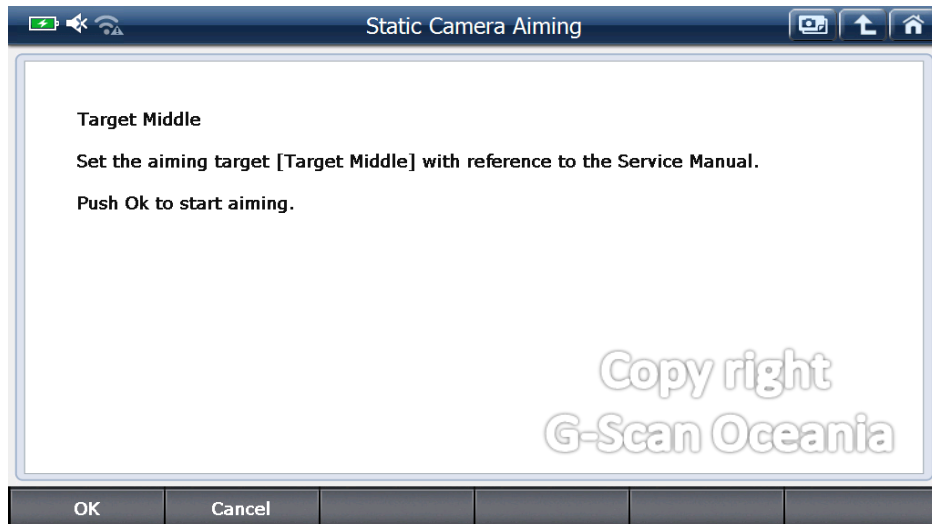 Static Camera Aiming
Target Middle
Set the aiming target [Target Middle] with reference to the Service Manual.
Push Ok to start aiming.
Copy right
G-Scan Oceania
OK Cancel